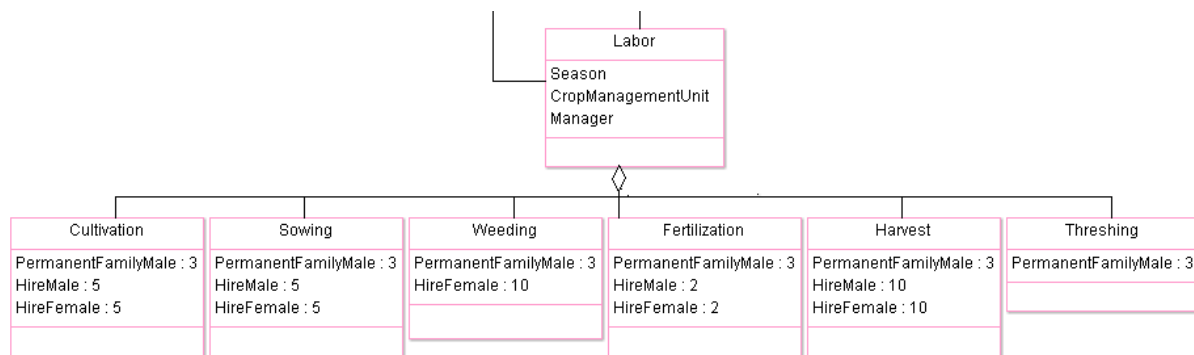 Labor
Season
CropManagementUnit
Manager
Cultivation
PermanentFamilyMale : 3
HireMale : 5
HireFemale : 5
Sowing
PermanentFamilyMale : 3
HireMale : 5
HireFemale : 5
Weeding
PermanentFamilyMale : 3
HireFemale : 10
Fertilization
PermanentFamilyMale : 3
HireMale : 2
HireFemale : 2
Harvest
PermanentFamilyMale : 3
HireMale : 10
HireFemale : 10
Threshing
PermanentFamilyMale : 3